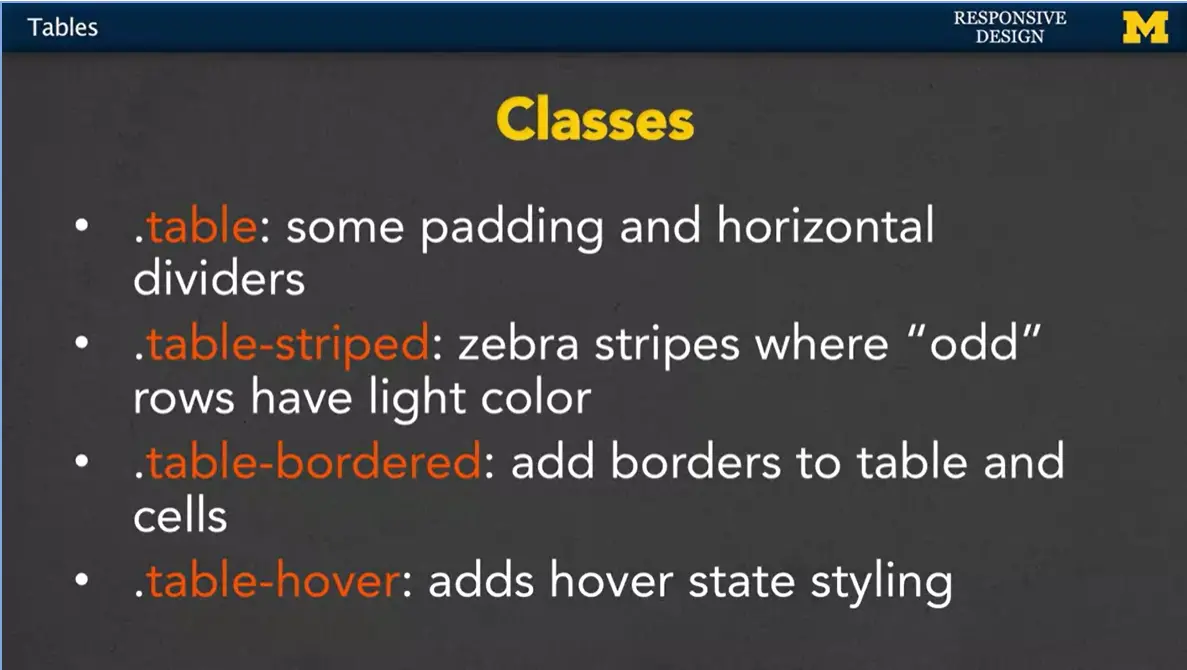 Tables
RESPONSIVE
DESIGN
M
Classes
• .table: some padding and horizontal
dividers
• .table-striped: zebra stripes where “odd”
rows have light color
• .table-bordered: add borders to table and
cells
• .table-hover: adds hover state styling